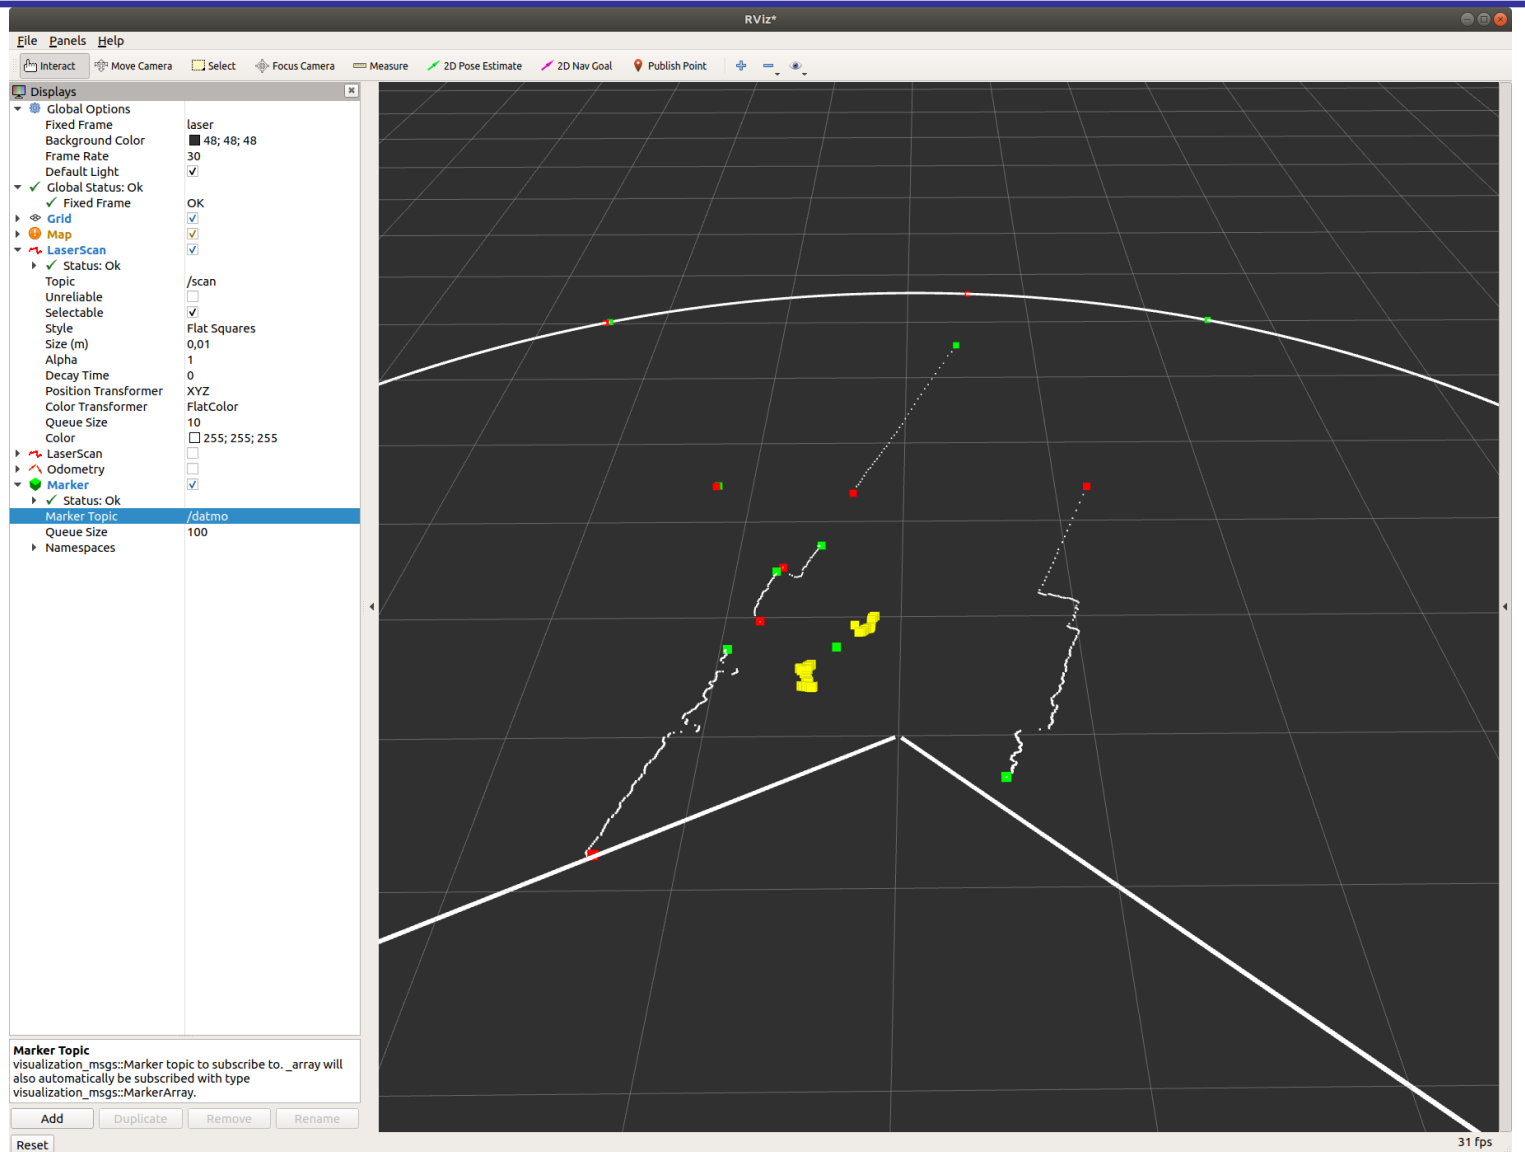 RViz*
File Panels Help
Interact Move Camera Select Focus Camera Measure 2D Pose Estimate 2D Nav Goal Publish Point
Displays
Global Options
Fixed Frame laser
Background Color 48; 48; 48
Frame Rate 30
Default Light
Global Status: Ok
Fixed Frame OK
Grid
Map
LaserScan
Status: Ok
Topic /scan
Unreliable
Selectable
Style Flat Squares
Size (m) 0,01
Alpha 1
Decay Time 0
Position Transformer XYZ
Color Transformer FlatColor
Queue Size 10
Color 255; 255; 255
LaserScan
Odometry
Marker
Status: Ok
Marker Topic /datmo
Queue Size 100
Namespaces
Marker Topic
visualization_msgs::Marker topic to subscribe to. _array will
also automatically be subscribed with type
visualization_msgs::MarkerArray.
Add Duplicate Remove Rename
Reset
31 fps